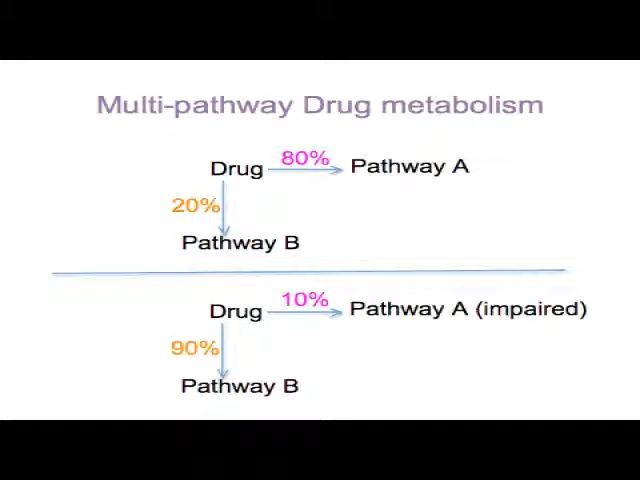 Multi-pathway Drug metabolism
80%
Drug
Pathway A
20%
Pathway B
10%
Drug
Pathway A (impaired)
90%
Pathway B